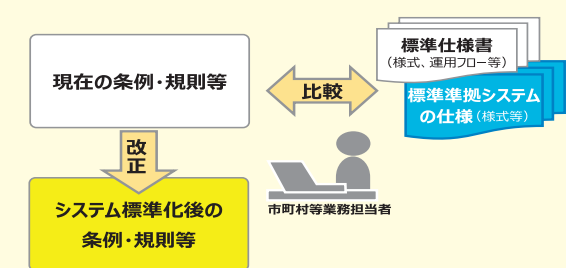 標準仕様書
（様式、運用フロー等）
現在の条例・規則等
比較
標準準拠システム
の仕様（様式等）
改正
システム標準化後の
条例・規則等
市町村等業務担当者